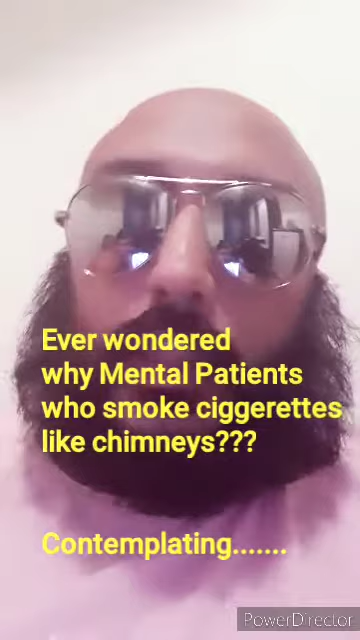 Ever wondered
why Mental Patients
who smoke ciggerettes
like chimneys???
Contemplating.......
PowerDirector